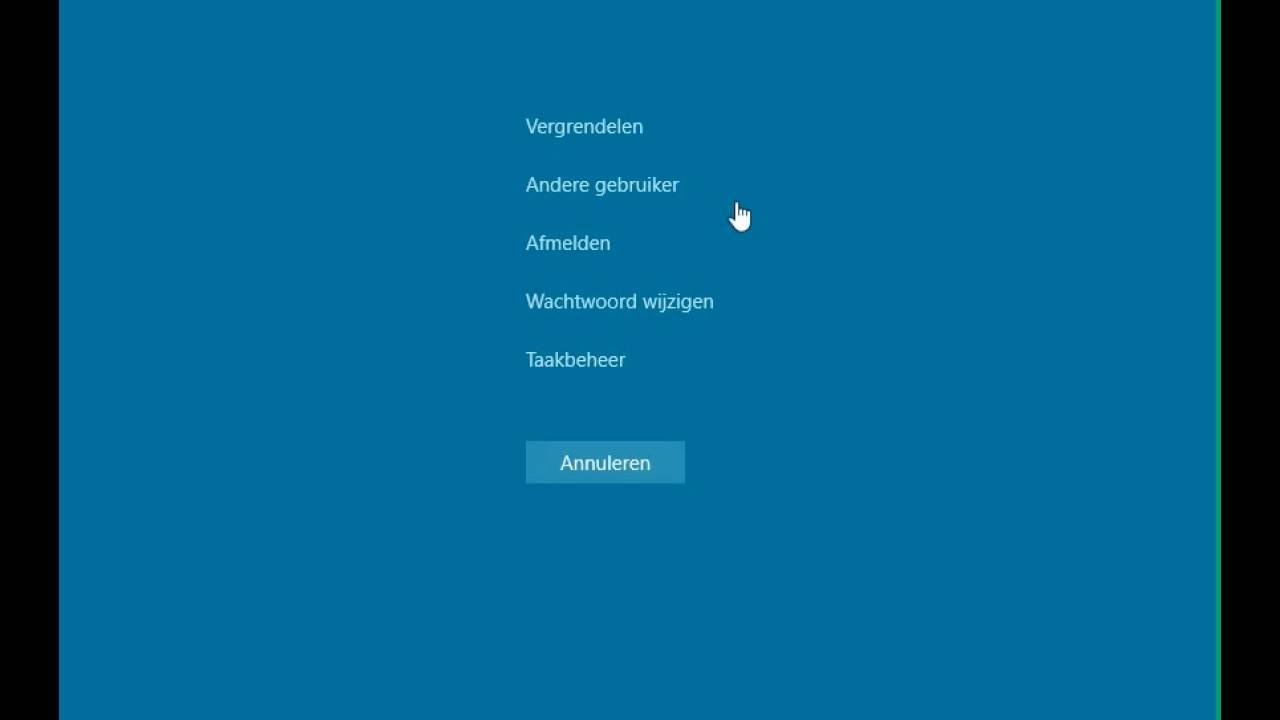 Vergrendelen
Andere gebruiker
Afmelden
Wachtwoord wijzigen
Taakbeheer
Annuleren